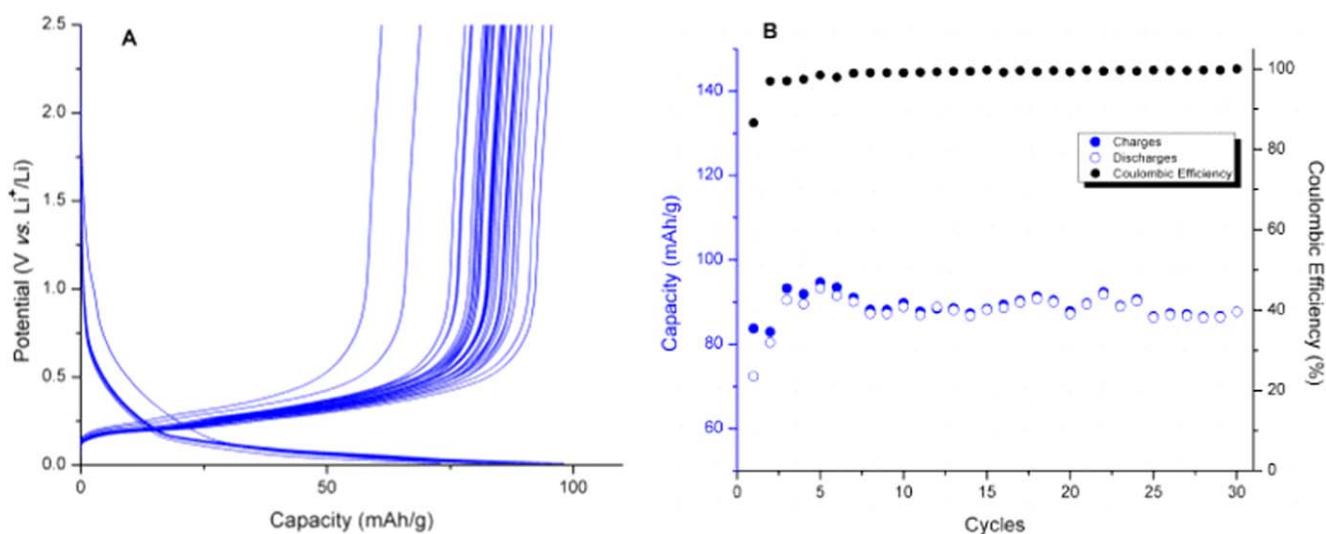 A
2.5
2.0
1.5
1.0
0.5
0.0
Potential (V vs. Li+/Li)
0
50
100
Capacity (mAh/g)
B
140
120
100
80
60
Capacity (mAh/g)
100
80
60
40
20
0
Coulombic Efficiency (%)
Charges
Discharges
Coulombic Efficiency
0
5
10
15
20
25
30
Cycles